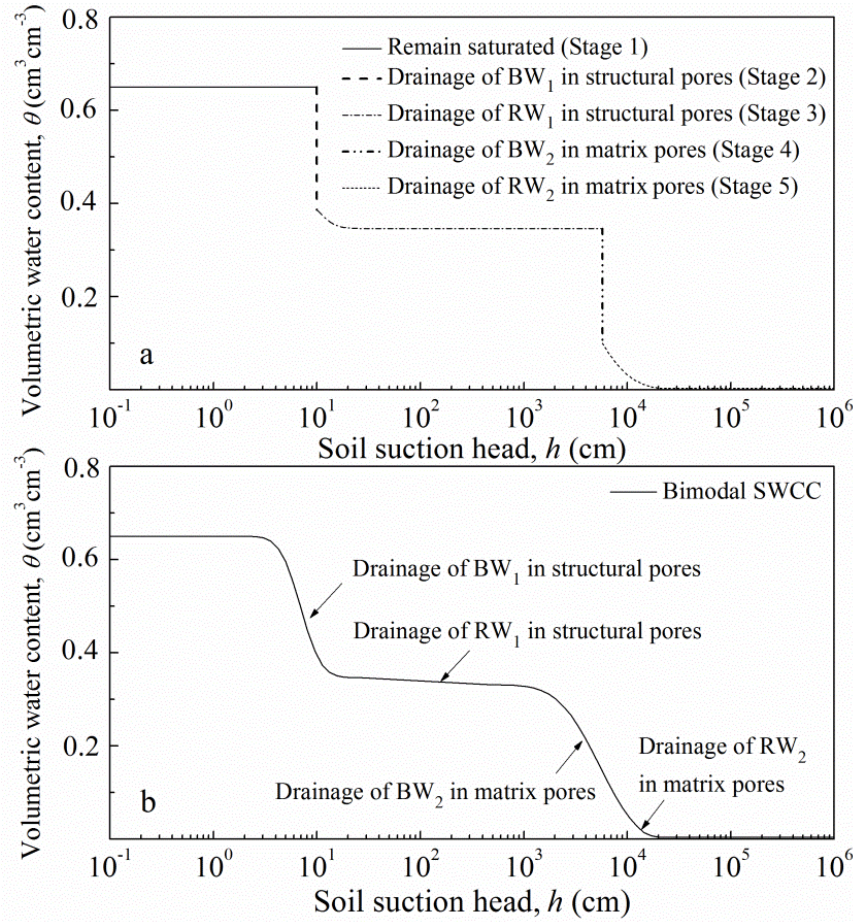 0.8
Remain saturated (Stage 1)
Drainage of BW₁ in structural pores (Stage 2)
Drainage of RW₁ in structural pores (Stage 3)
Drainage of BW₂ in matrix pores (Stage 4)
Drainage of RW₂ in matrix pores (Stage 5)
0.6
0.4
0.2
Volumetric water content, θ (cm³ cm⁻³)
a
10⁻¹ 10⁰ 10¹ 10² 10³ 10⁴ 10⁵ 10⁶
Soil suction head, h (cm)
0.8
Bimodal SWCC
0.6
0.4
0.2
Volumetric water content, θ (cm³ cm⁻³)
Drainage of BW₁ in structural pores
Drainage of RW₁ in structural pores
Drainage of RW₂
in matrix pores
Drainage of BW₂ in matrix pores
b
10⁻¹ 10⁰ 10¹ 10² 10³ 10⁴ 10⁵ 10⁶
Soil suction head, h (cm)